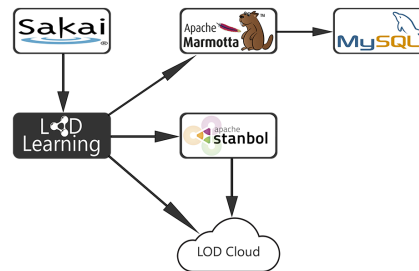 Sakai
Apache
Marmotta
MySQL
LOD
Learning
apache
stanbol
LOD Cloud